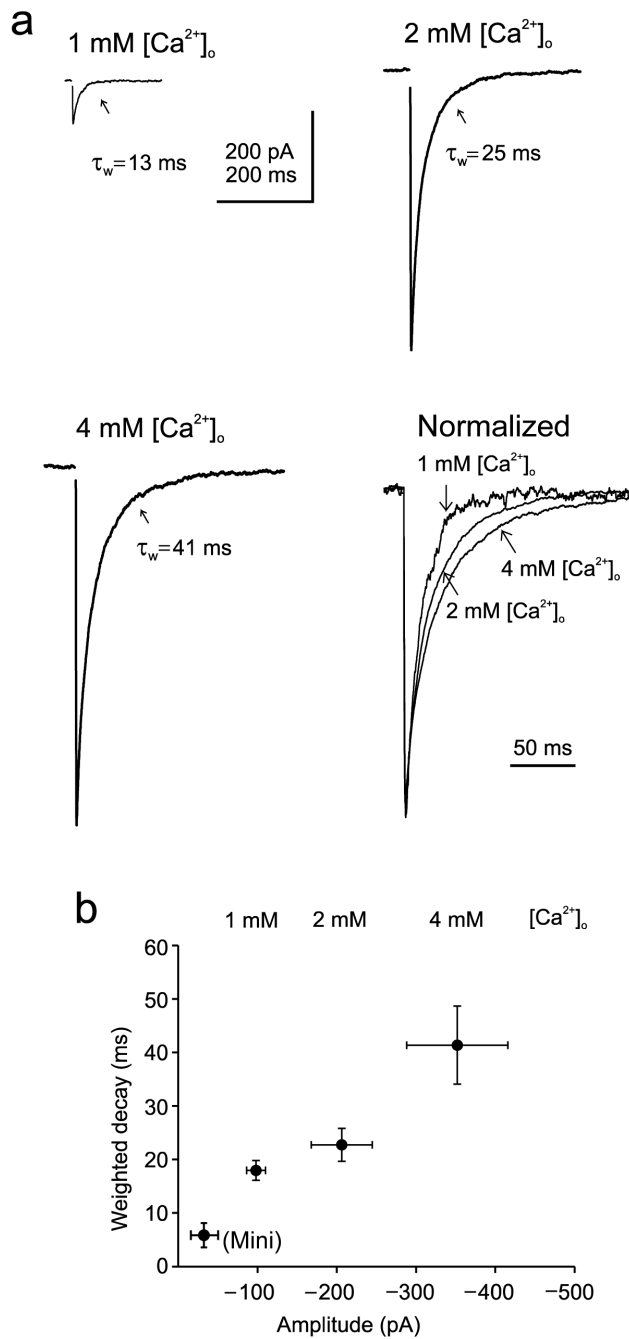 a
1 mM [Ca²⁺]ₒ
2 mM [Ca²⁺]ₒ
τw=13 ms
200 pA
200 ms
τw=25 ms
4 mM [Ca²⁺]ₒ
τw=41 ms
Normalized
1 mM [Ca²⁺]ₒ
4 mM [Ca²⁺]ₒ
2 mM [Ca²⁺]ₒ
50 ms
b
1 mM 2 mM 4 mM [Ca²⁺]ₒ
60
50
40
30
20
10
0
Weighted decay (ms)
(Mini)
−100 −200 −300 −400 −500
Amplitude (pA)